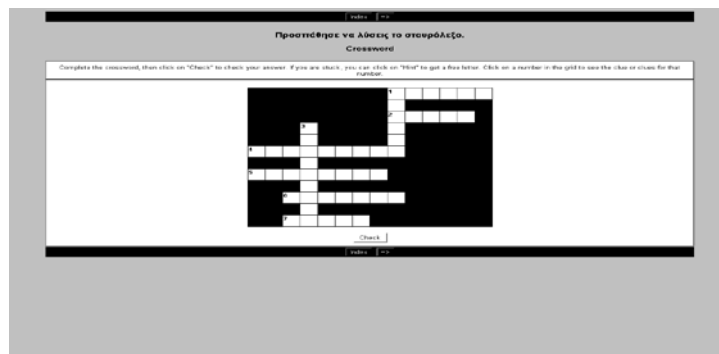 Index =>
Προσπάθησε να λύσεις το σταυρόλεξο.
Crossword
Complete the crossword, then click on "Check" to check your answer. If you are stuck, you can click on "Hint" to get a free letter. Click on a number in the grid to see the clue or clues for that
number.
1
2
3
4
5
6
7
Check
Index =>